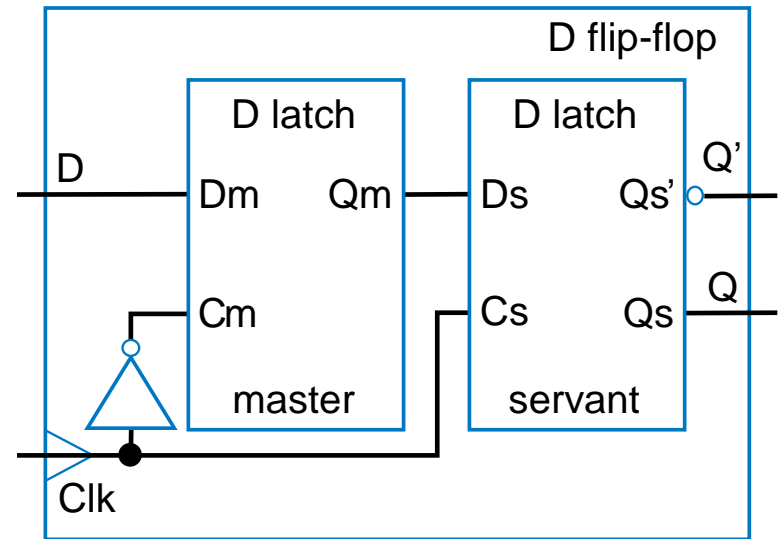 D flip-flop
D latch
D latch
D
Q’
Dm
Qm
Ds
Qs’
Q
Cm
Cs
Qs
master
servant
Clk